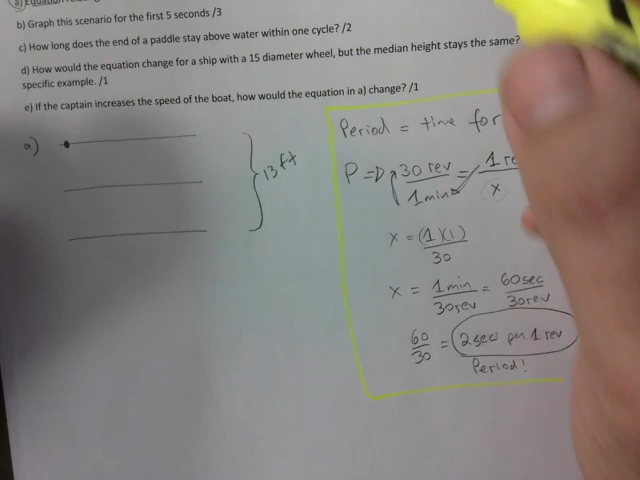 a) Equation
b) Graph this scenario for the first 5 seconds /3
c) How long does the end of a paddle stay above water within one cycle? /2
d) How would the equation change for a ship with a 15 diameter wheel, but the median height stays the same?
specific example. /1
e) If the captain increases the speed of the boat, how would the equation in a) change? /1
a)
13 ft
Period = time for
P => 30 rev / 1 min = 1 / x
x = (1)(1) / 30
x = 1 min / 30 rev = 60 sec / 30 rev
60 / 30 = 2 sec per 1 rev
Period!